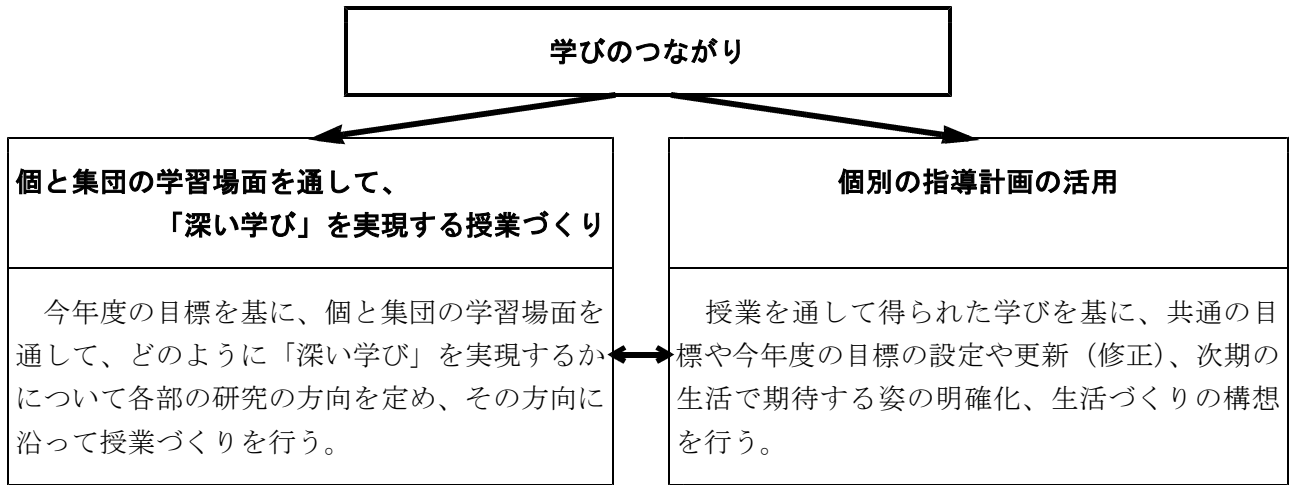 学びのつながり
個と集団の学習場面を通して、
「深い学び」を実現する授業づくり
今年度の目標を基に、個と集団の学習場面を
通して、どのように「深い学び」を実現するか
について各部の研究の方向を定め、その方向に
沿って授業づくりを行う。
個別の指導計画の活用
授業を通して得られた学びを基に、共通の目
標や今年度の目標の設定や更新（修正）、次期の
生活で期待する姿の明確化、生活づくりの構想
を行う。